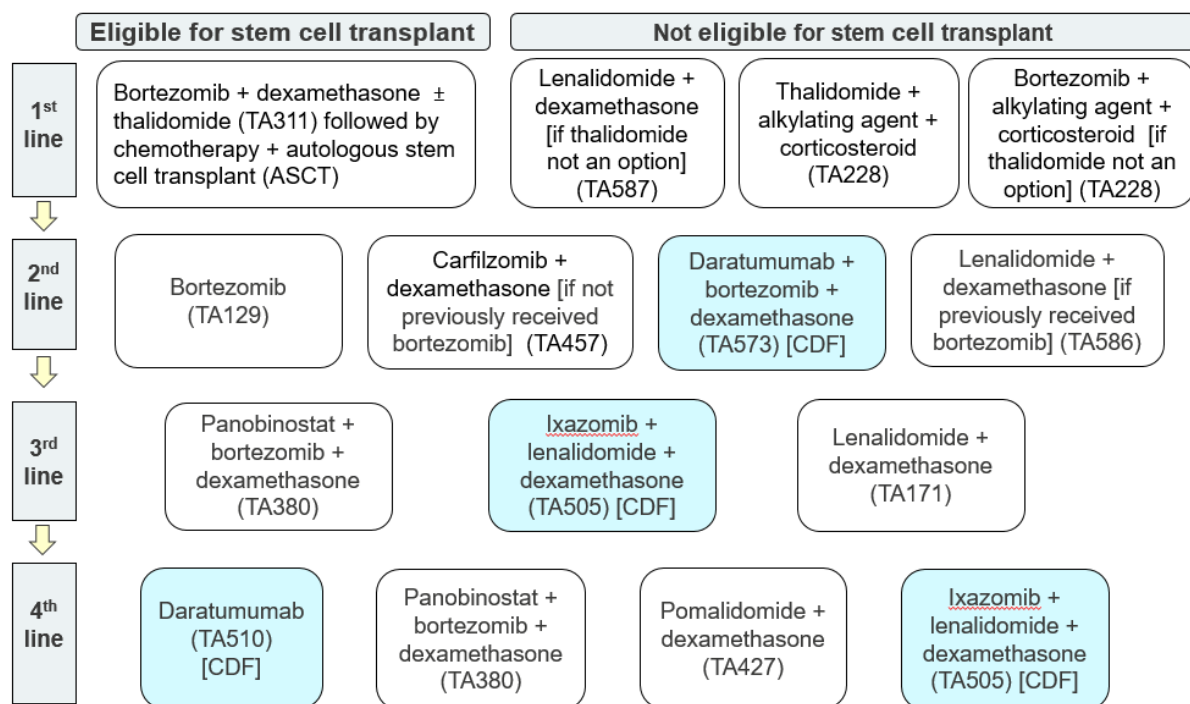 Eligible for stem cell transplant
Not eligible for stem cell transplant
1st
line
Bortezomib + dexamethasone ±
thalidomide (TA311) followed by
chemotherapy + autologous stem
cell transplant (ASCT)
Lenalidomide +
dexamethasone
[if thalidomide
not an option]
(TA587)
Thalidomide +
alkylating agent +
corticosteroid
(TA228)
Bortezomib +
alkylating agent +
corticosteroid [if
thalidomide not an
option] (TA228)
2nd
line
Bortezomib
(TA129)
Carfilzomib +
dexamethasone [if not
previously received
bortezomib] (TA457)
Daratumumab +
bortezomib +
dexamethasone
(TA573) [CDF]
Lenalidomide +
dexamethasone [if
previously received
bortezomib] (TA586)
3rd
line
Panobinostat +
bortezomib +
dexamethasone
(TA380)
Ixazomib +
lenalidomide +
dexamethasone
(TA505) [CDF]
Lenalidomide +
dexamethasone
(TA171)
4th
line
Daratumumab
(TA510)
[CDF]
Panobinostat +
bortezomib +
dexamethasone
(TA380)
Pomalidomide +
dexamethasone
(TA427)
Ixazomib +
lenalidomide +
dexamethasone
(TA505) [CDF]